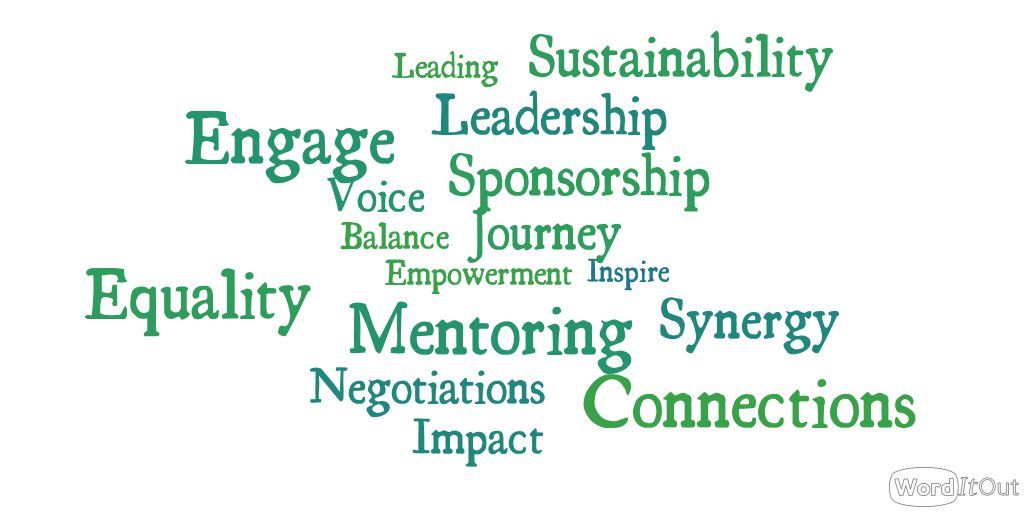 Leading
Sustainability
Leadership
Engage
Sponsorship
Voice
Journey
Balance
Empowerment
Inspire
Equality
Mentoring
Synergy
Negotiations
Connections
Impact
WordItOut